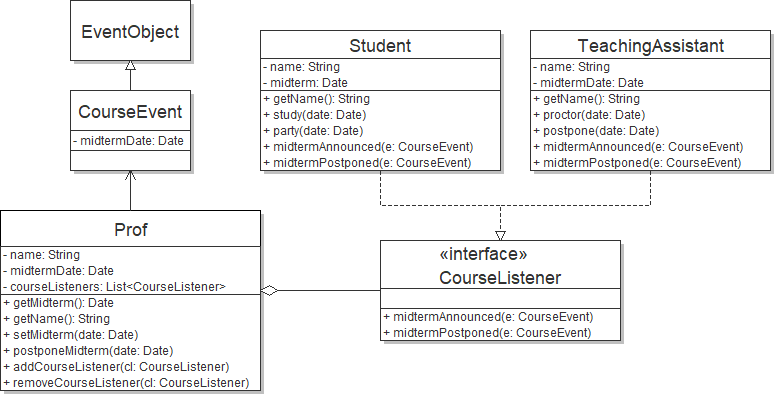 EventObject
CourseEvent
- midtermDate: Date
Student
- name: String
- midterm: Date
+ getName(): String
+ study(date: Date)
+ party(date: Date)
+ midtermAnnounced(e: CourseEvent)
+ midtermPostponed(e: CourseEvent)
TeachingAssistant
- name: String
- midtermDate: Date
+ getName(): String
+ proctor(date: Date)
+ postpone(date: Date)
+ midtermAnnounced(e: CourseEvent)
+ midtermPostponed(e: CourseEvent)
Prof
- name: String
- midtermDate: Date
- courseListeners: List<CourseListener>
+ getMidterm(): Date
+ getName(): String
+ setMidterm(date: Date)
+ postponeMidterm(date: Date)
+ addCourseListener(cl: CourseListener)
+ removeCourseListener(cl: CourseListener)
«interface»
CourseListener
+ midtermAnnounced(e: CourseEvent)
+ midtermPostponed(e: CourseEvent)